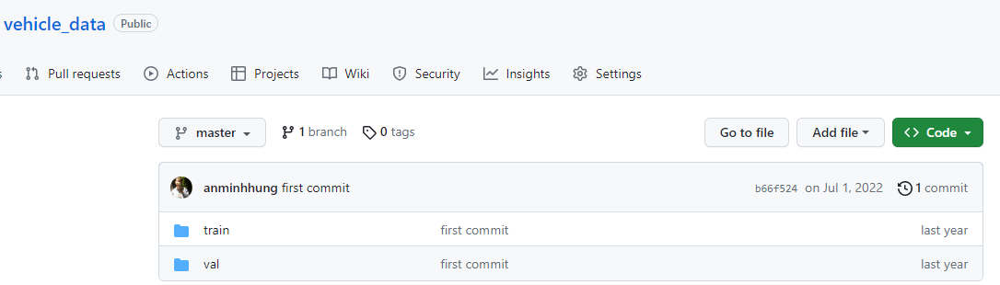 vehicle_data Public
s Pull requests Actions Projects Wiki Security Insights Settings
master 1 branch 0 tags Go to file Add file Code
anminhhung first commit b66f524 on Jul 1, 2022 1 commit
train first commit last year
val first commit last year